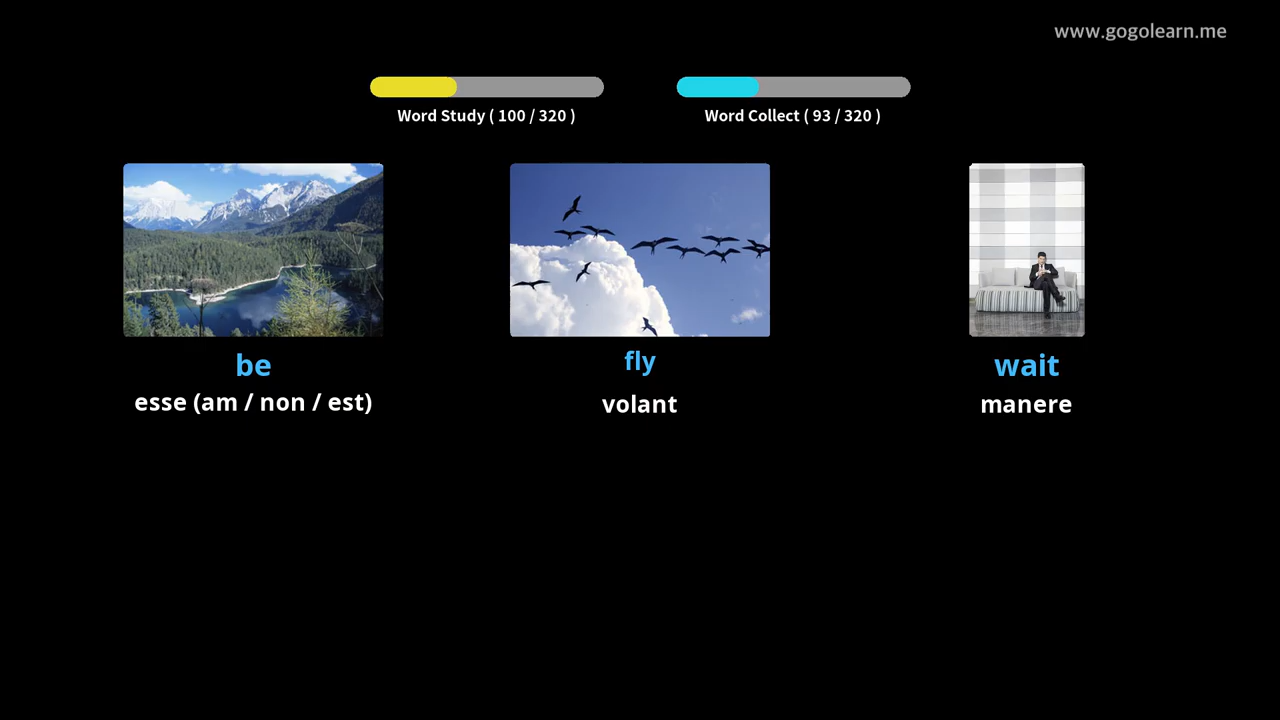 www.gogolearn.me
Word Study ( 100 / 320 )
Word Collect ( 93 / 320 )
be
esse (am / non / est)
fly
volant
wait
manere